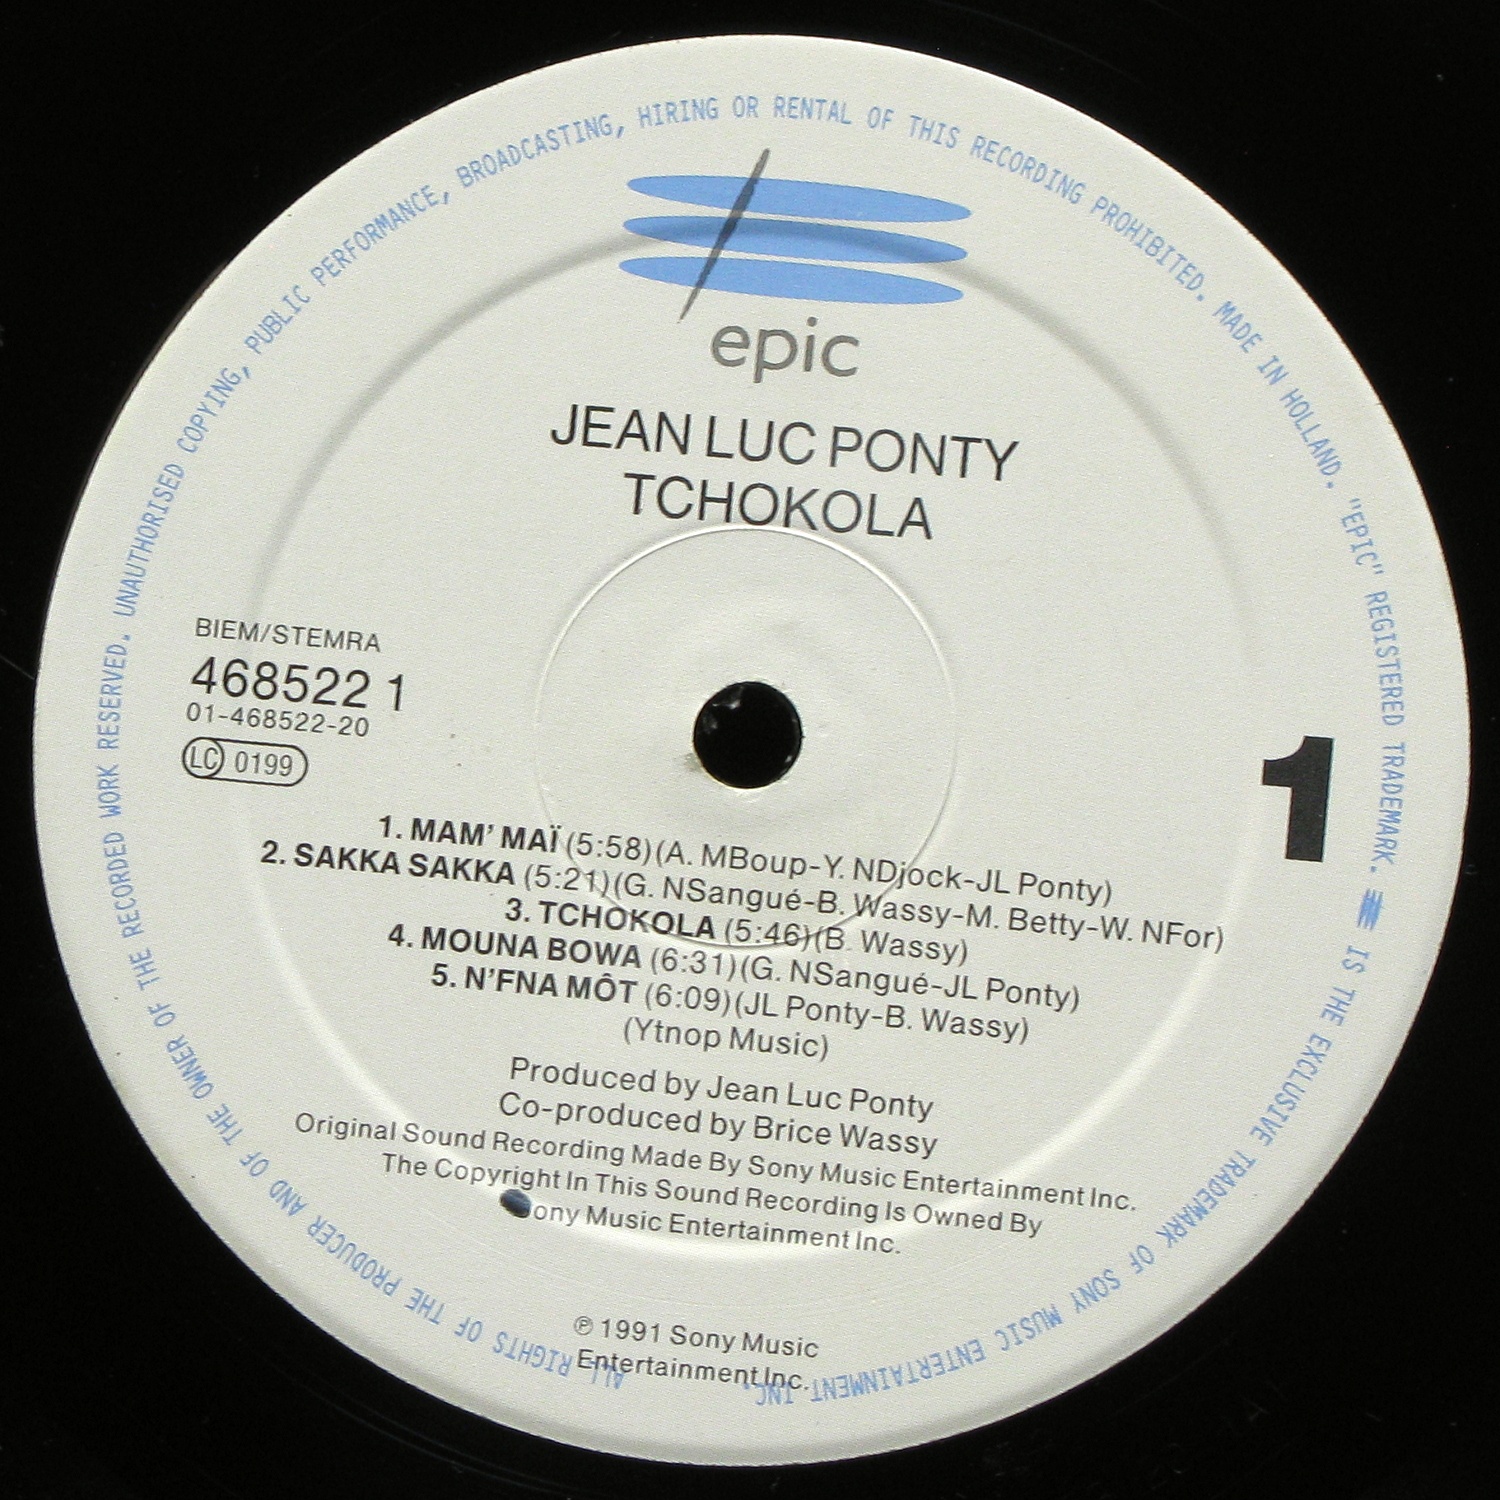 epic
JEAN LUC PONTY
TCHOKOLA
BIEM/STEMRA
468522 1
01-468522-20
LC 0199
1
1. MAM' MAÏ (5:58)(A. MBoup-Y. NDjock-JL Ponty)
2. SAKKA SAKKA (5:21)(G. NSangué-B. Wassy-M. Betty-W. NFor)
3. TCHOKOLA (5:46)(B. Wassy)
4. MOUNA BOWA (6:31)(G. NSangué-JL Ponty)
5. N'FNA MÔT (6:09)(JL Ponty-B. Wassy)
(Ytnop Music)
Produced by Jean Luc Ponty
Co-produced by Brice Wassy
Original Sound Recording Made By Sony Music Entertainment Inc.
The Copyright In This Sound Recording Is Owned By
Sony Music Entertainment Inc.
℗ 1991 Sony Music
Entertainment Inc.
ALL RIGHTS OF THE PRODUCER AND OF THE OWNER OF THE RECORDED WORK RESERVED. UNAUTHORISED COPYING, PUBLIC PERFORMANCE, BROADCASTING, HIRING OR RENTAL OF THIS RECORDING PROHIBITED. MADE IN HOLLAND. "EPIC" REGISTERED TRADEMARK. IS THE EXCLUSIVE TRADEMARK OF SONY MUSIC ENTERTAINMENT INC.